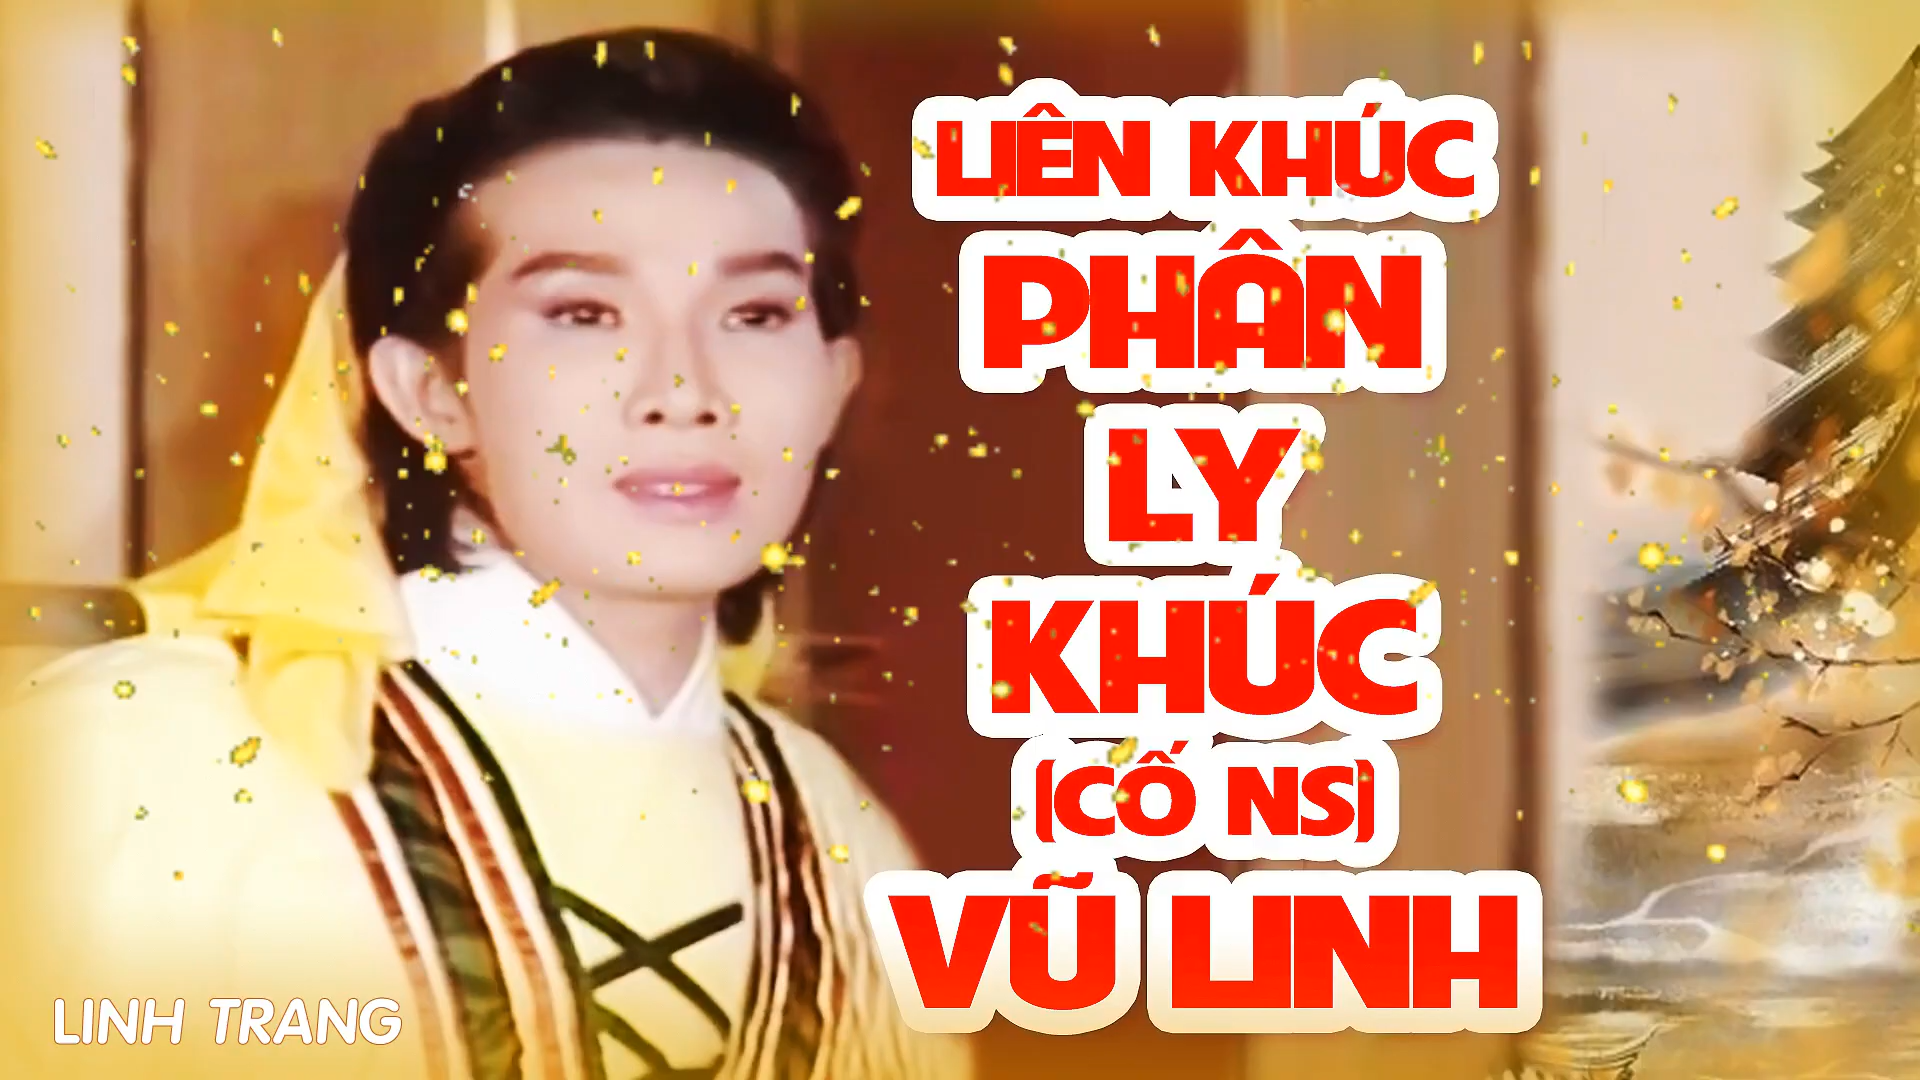 LIÊN KHÚC
PHÂN
LY
KHÚC
(CỐ NS)
VŨ LINH
LINH TRANG